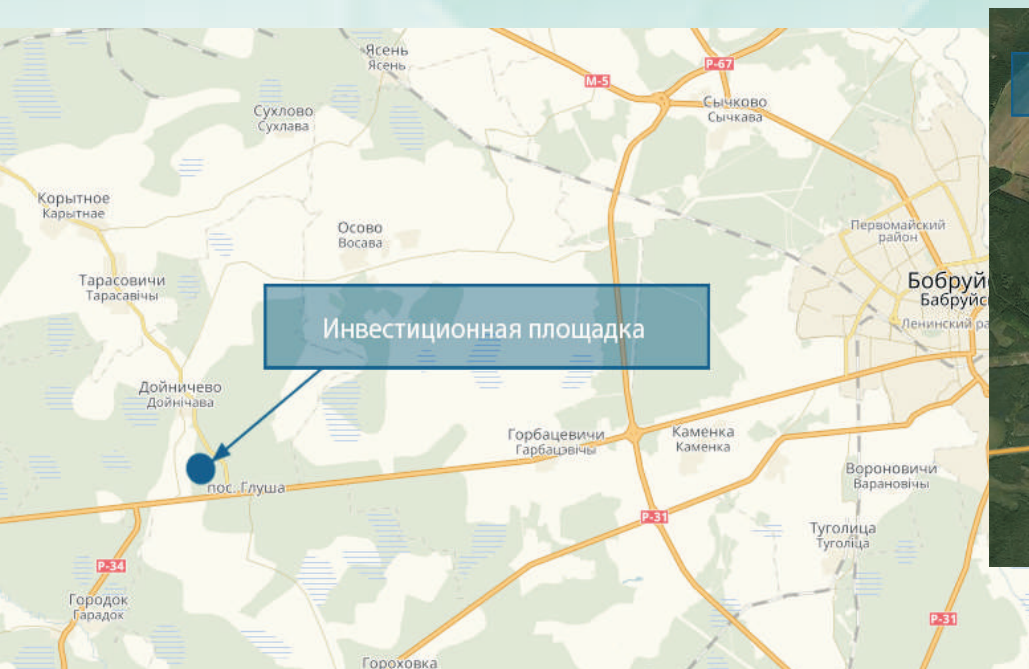 Ясень
Ясень
М-5
Р-67
Сычково
Сычкава
Сухлово
Сухлава
Корытное
Карытнае
Осово
Восава
Первомайский
район
Тарасовичи
Тарасавічы
Бобруй
Бабруйс
Ленинский ра
Инвестиционная площадка
Дойничево
Дойнічава
Горбацевичи
Гарбацэвічы
Каменка
Каменка
Вороновичи
Варановічы
пос. Глуша
Р-31
Туголица
Туголіца
Р-34
Городок
Гарадок
Р-31
Гороховка